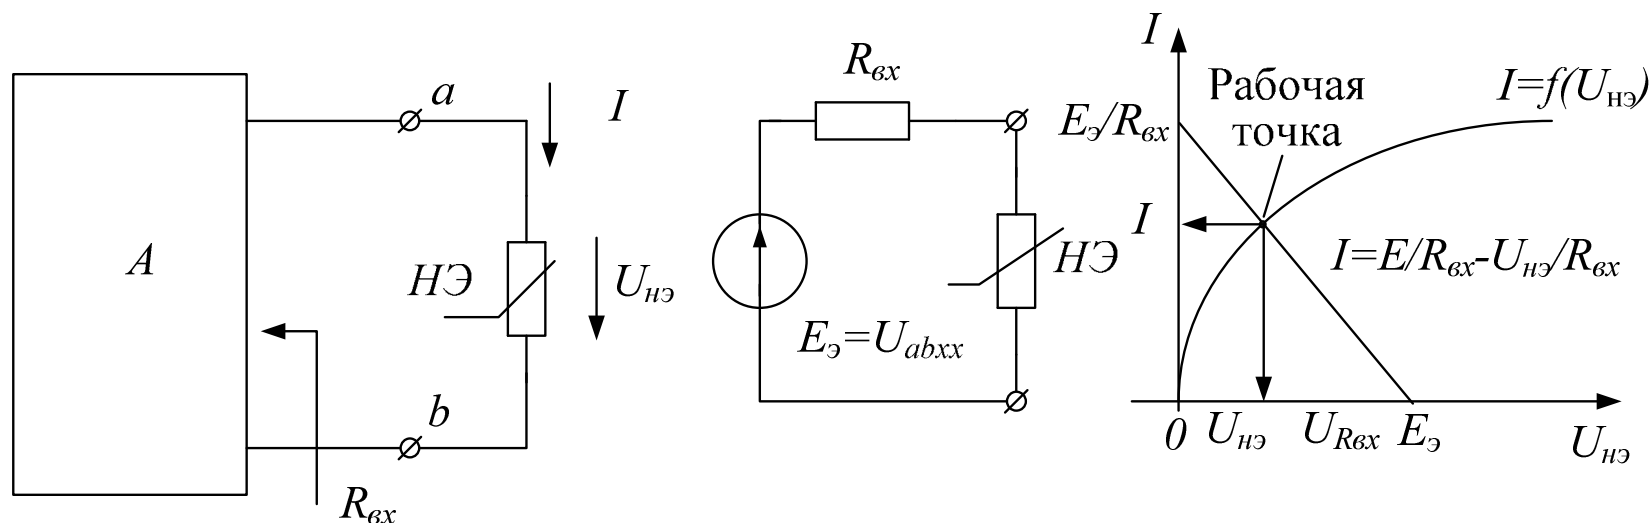 A
a
I
НЭ
Uнэ
b
Rвх
Rвх
НЭ
Eэ=Uabхх
I
Рабочая
точка
I=f(Uнэ)
Eэ/Rвх
I
I=E/Rвх-Uнэ/Rвх
0
Uнэ
URвх
Eэ
Uнэ